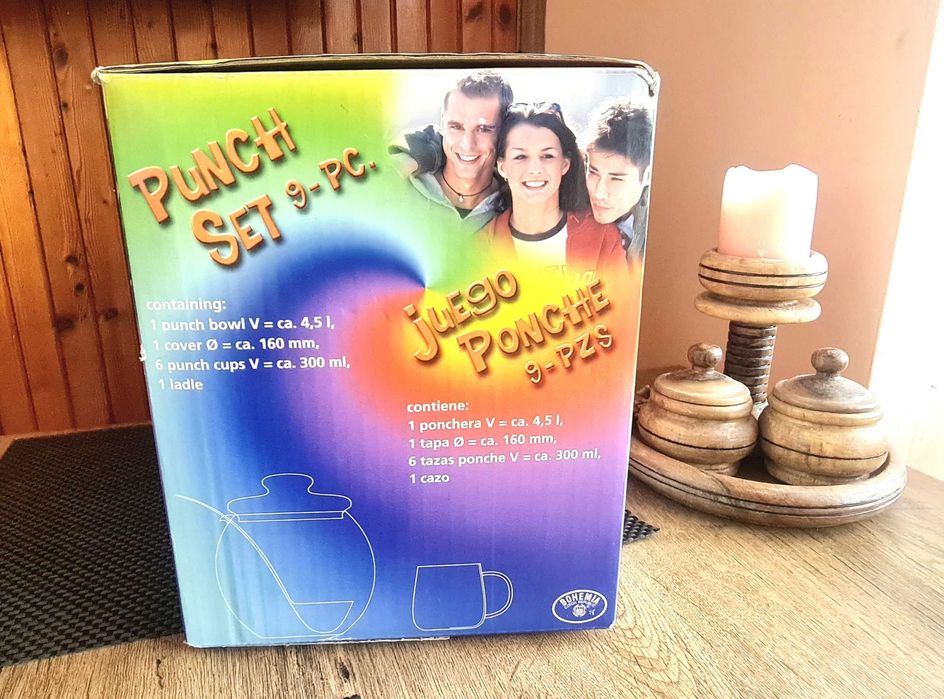 PUNCH
SET 9-PC.
containing:
1 punch bowl V = ca. 4,5 l,
1 cover Ø = ca. 160 mm,
6 punch cups V = ca. 300 ml,
1 ladle
JUEGO
PONCHE
9-PZS
contiene:
1 ponchera V = ca. 4,5 l,
1 tapa Ø = ca. 160 mm,
6 tazas ponche V = ca. 300 ml,
1 cazo
BOHEMIA